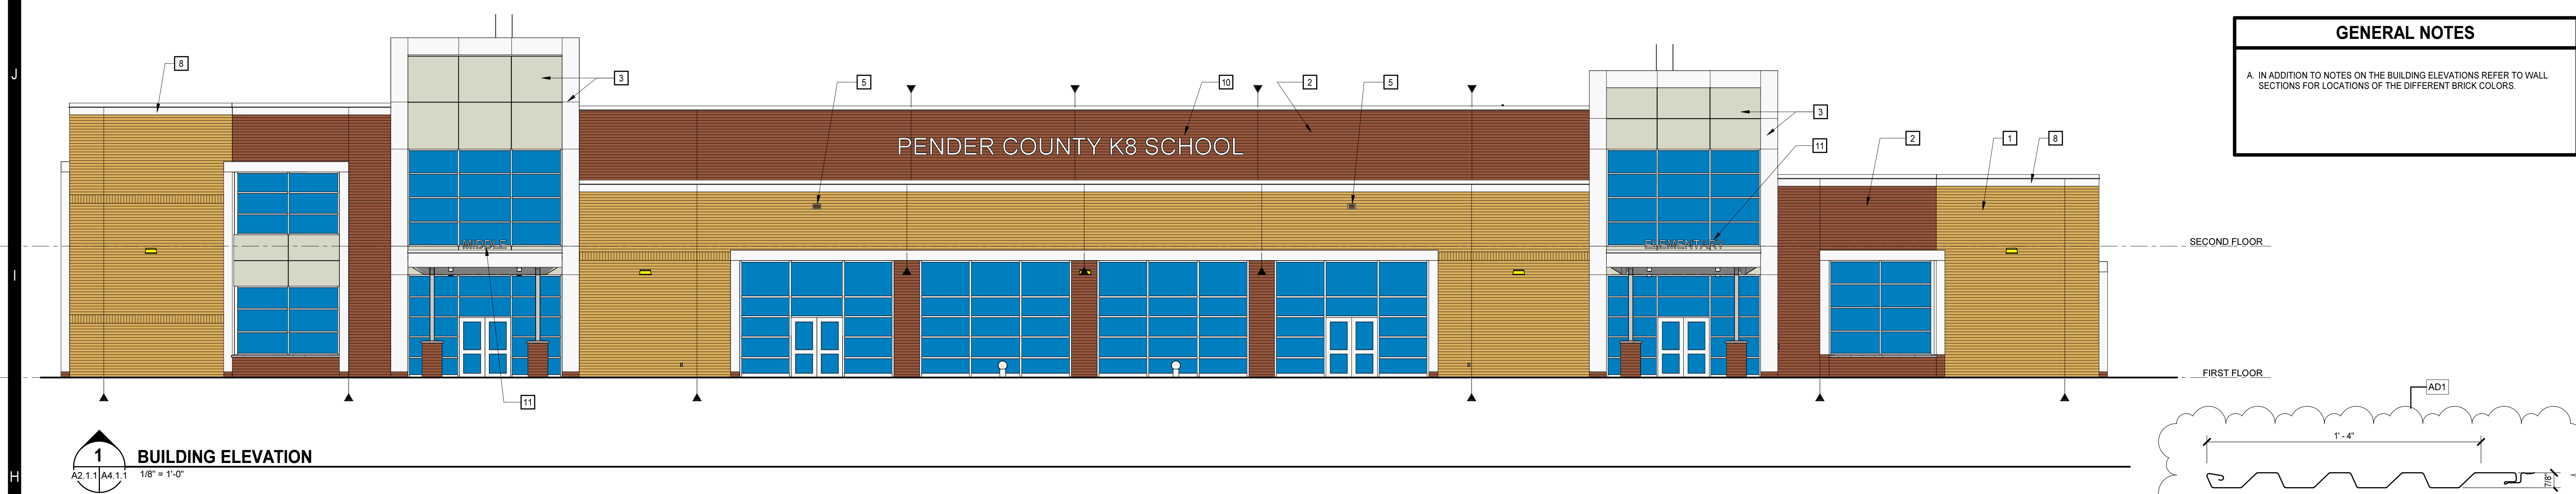 J
I
H
8
3
5
10
2
5
3
11
2
1
8
PENDER COUNTY K8 SCHOOL
MIDDLE
ELEMENTARY
SECOND FLOOR
FIRST FLOOR
11
1
A2.1.1 A4.1.1
BUILDING ELEVATION
1/8" = 1'-0"
GENERAL NOTES
A. IN ADDITION TO NOTES ON THE BUILDING ELEVATIONS REFER TO WALL
SECTIONS FOR LOCATIONS OF THE DIFFERENT BRICK COLORS.
AD1
1' - 4"
7/8"